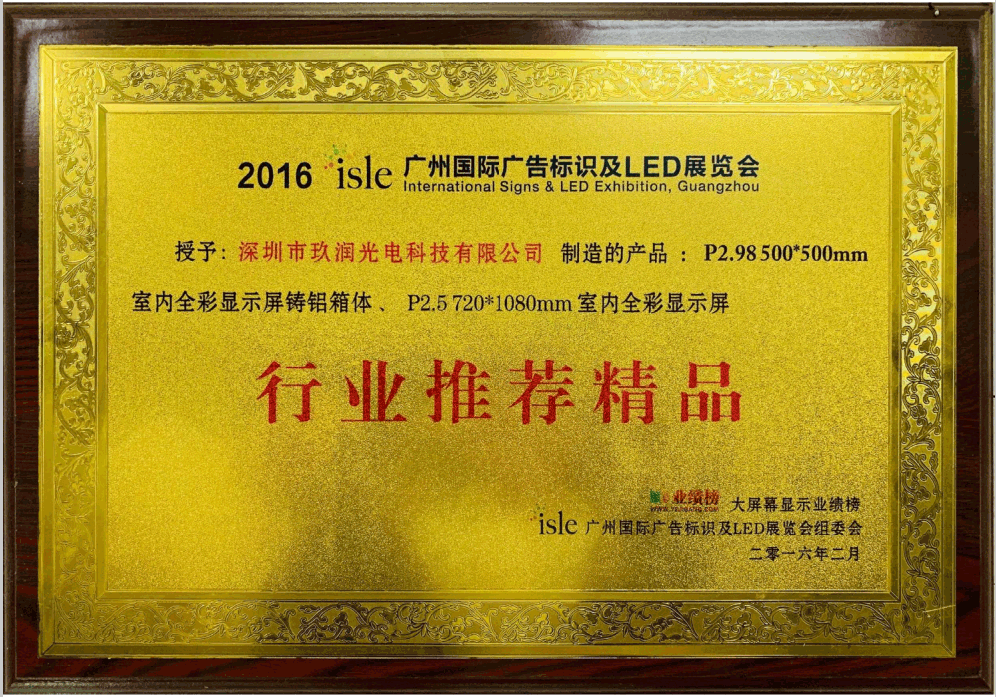 2016 isle 广州国际广告标识及LED展览会
International Signs & LED Exhibition, Guangzhou
授予：深圳市玖润光电科技有限公司 制造的产品：P2.98 500*500mm
室内全彩显示屏铸铝箱体、P2.5 720*1080mm 室内全彩显示屏
行业推荐精品
业绩榜 大屏幕显示业绩榜
isle 广州国际广告标识及LED展览会组委会
二零一六年二月